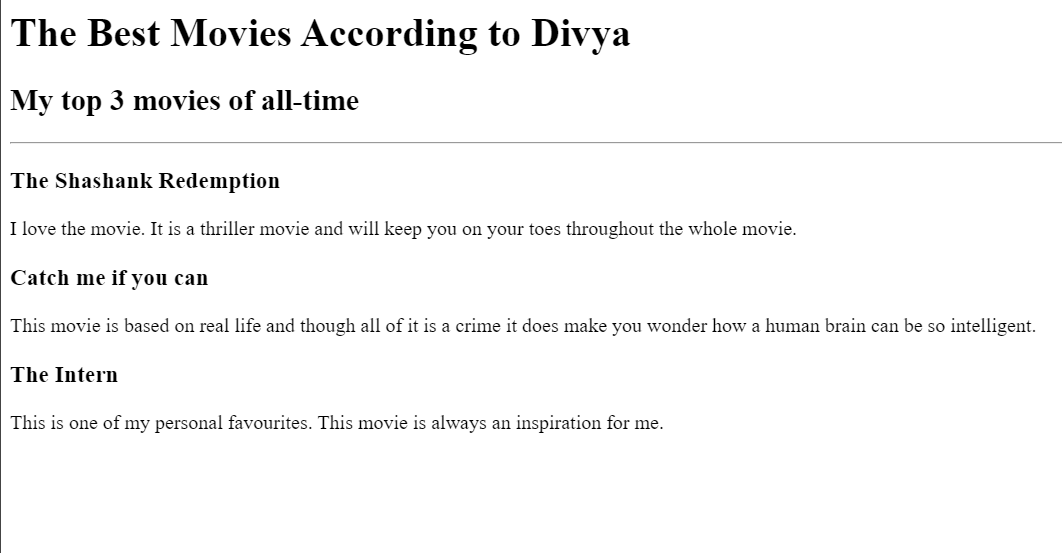 The Best Movies According to Divya
My top 3 movies of all-time
The Shashank Redemption
I love the movie. It is a thriller movie and will keep you on your toes throughout the whole movie.
Catch me if you can
This movie is based on real life and though all of it is a crime it does make you wonder how a human brain can be so intelligent.
The Intern
This is one of my personal favourites. This movie is always an inspiration for me.